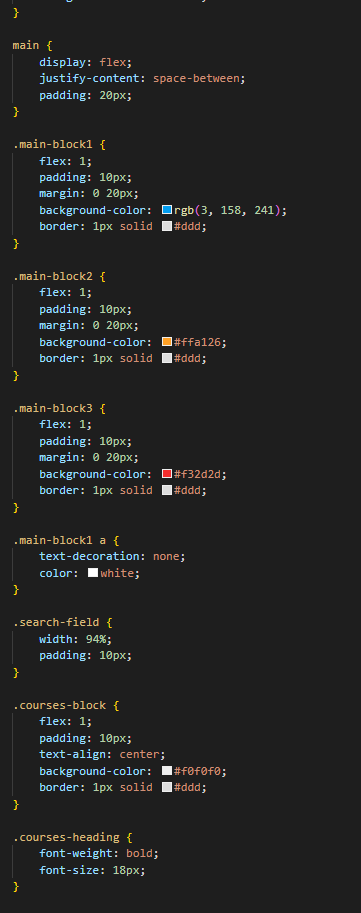 }
main {
display: flex;
justify-content: space-between;
padding: 20px;
}
.main-block1 {
flex: 1;
padding: 10px;
margin: 0 20px;
background-color: rgb(3, 158, 241);
border: 1px solid #ddd;
}
.main-block2 {
flex: 1;
padding: 10px;
margin: 0 20px;
background-color: #ffa126;
border: 1px solid #ddd;
}
.main-block3 {
flex: 1;
padding: 10px;
margin: 0 20px;
background-color: #f32d2d;
border: 1px solid #ddd;
}
.main-block1 a {
text-decoration: none;
color: white;
}
.search-field {
width: 94%;
padding: 10px;
}
.courses-block {
flex: 1;
padding: 10px;
text-align: center;
background-color: #f0f0f0;
border: 1px solid #ddd;
}
.courses-heading {
font-weight: bold;
font-size: 18px;
}